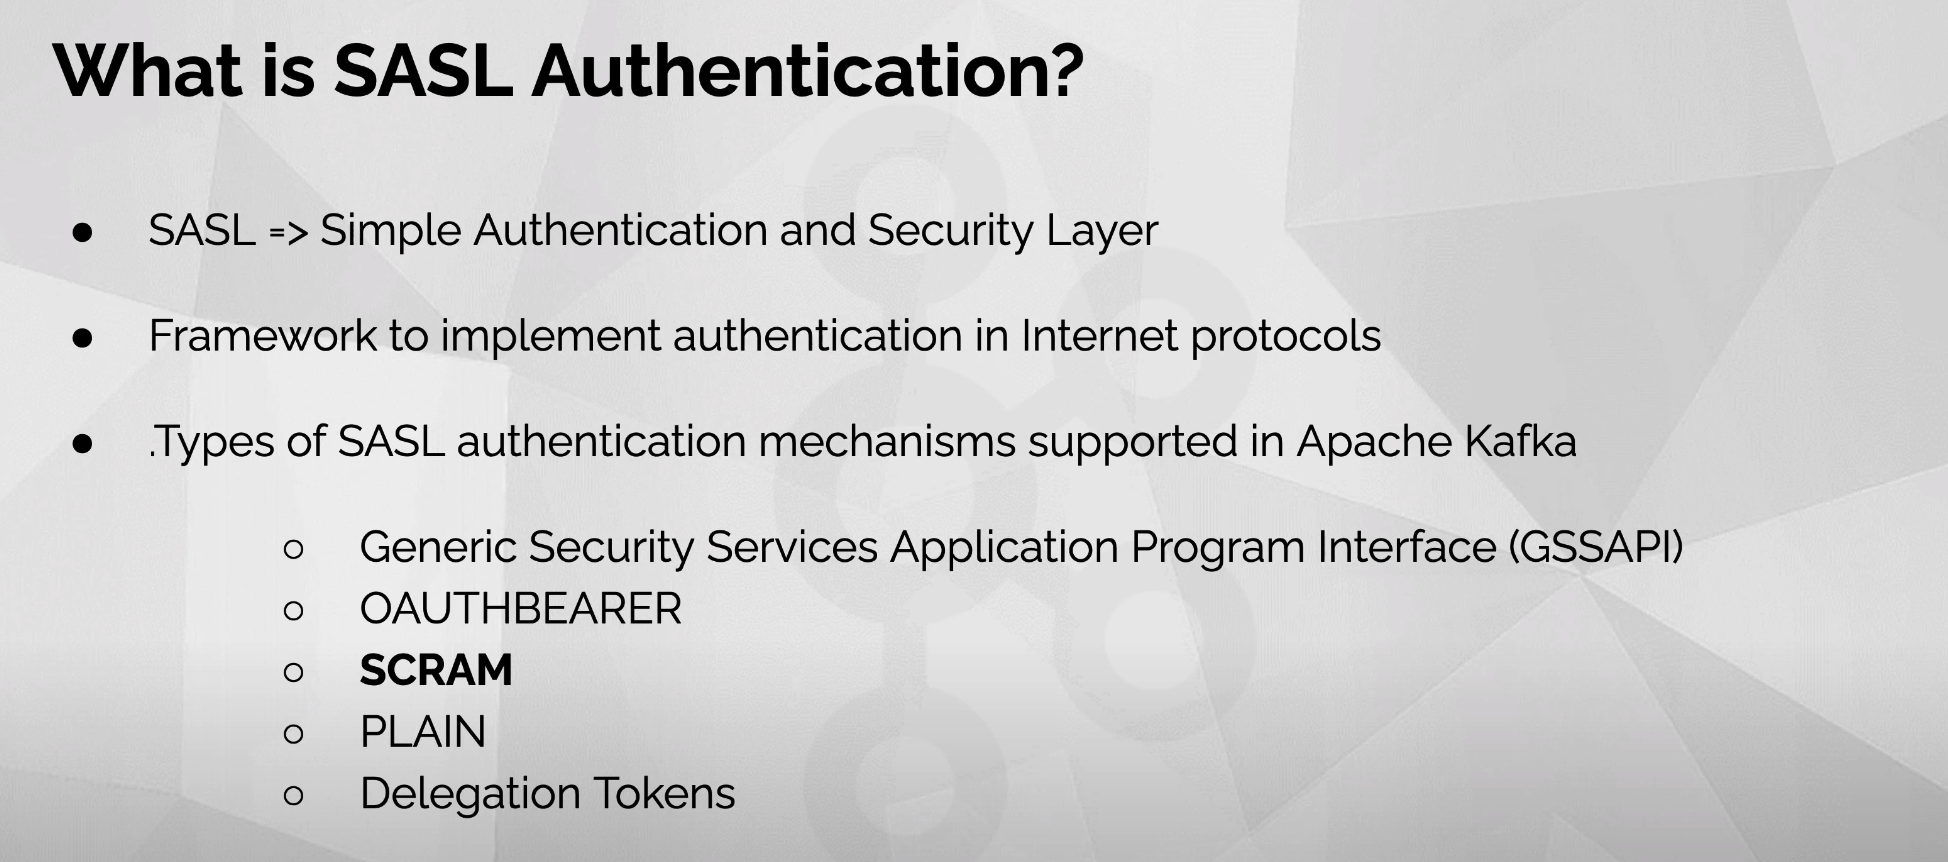 What is SASL Authentication?
● SASL => Simple Authentication and Security Layer
● Framework to implement authentication in Internet protocols
● .Types of SASL authentication mechanisms supported in Apache Kafka
○ Generic Security Services Application Program Interface (GSSAPI)
○ OAUTHBEARER
○ SCRAM
○ PLAIN
○ Delegation Tokens